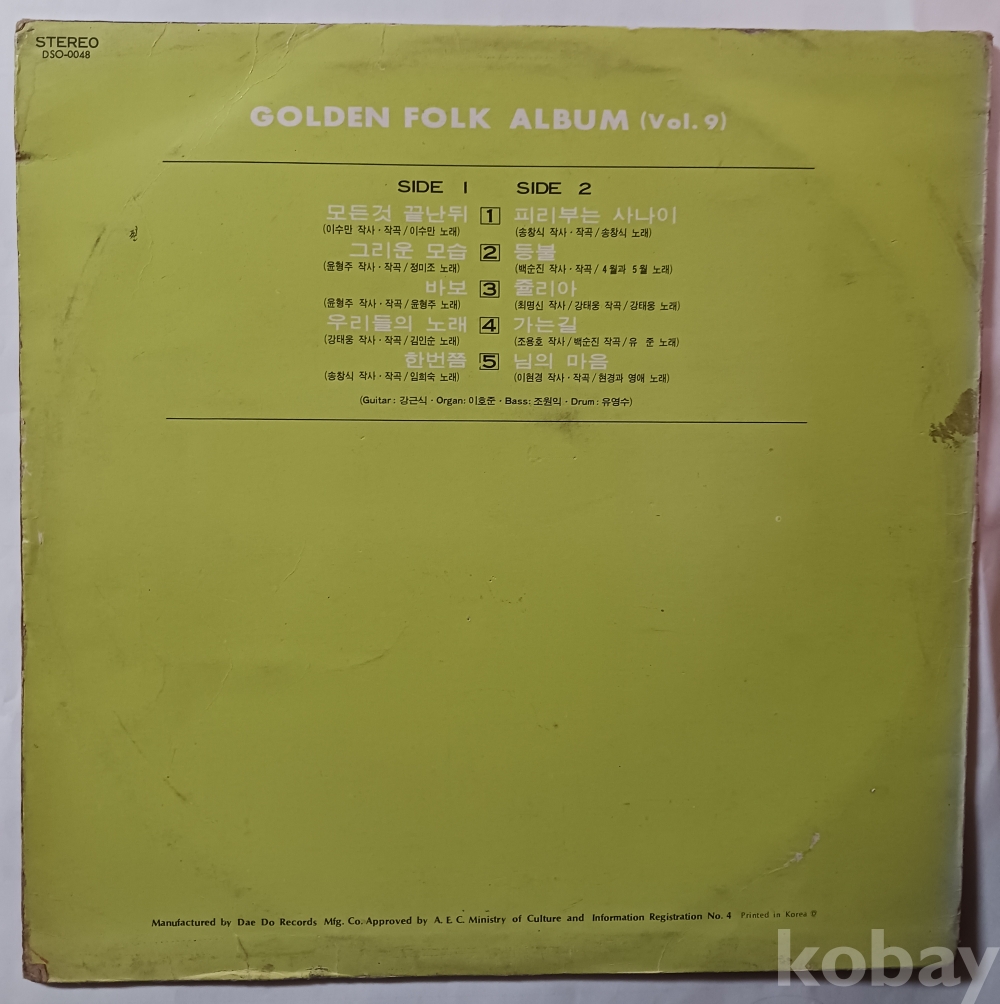 STEREO
DSO-0048
GOLDEN FOLK ALBUM (Vol. 9)
SIDE 1 SIDE 2
모든것 끝난뒤 1 피리부는 사나이
(이수만 작사·작곡/이수만 노래) (송창식 작사·작곡/송창식 노래)
그리운 모습 2 등불
(윤형주 작사·작곡/정미조 노래) (백순진 작사·작곡/4월과 5월 노래)
바보 3 쥴리아
(윤형주 작사·작곡/윤형주 노래) (최명신 작사/강태웅 작곡/강태웅 노래)
우리들의 노래 4 가는길
(강태웅 작사·작곡/김인순 노래) (조용호 작사/백순진 작곡/유 준 노래)
한번쯤 5 님의 마음
(송창식 작사·작곡/임희숙 노래) (이현경 작사·작곡/현경과 영애 노래)
(Guitar: 강근식·Organ: 이호준·Bass: 조원익·Drum: 유영수)
Manufactured by Dae Do Records Mfg. Co. Approved by A. E. C. Ministry of Culture and Information Registration No. 4 Printed in Korea
kobay